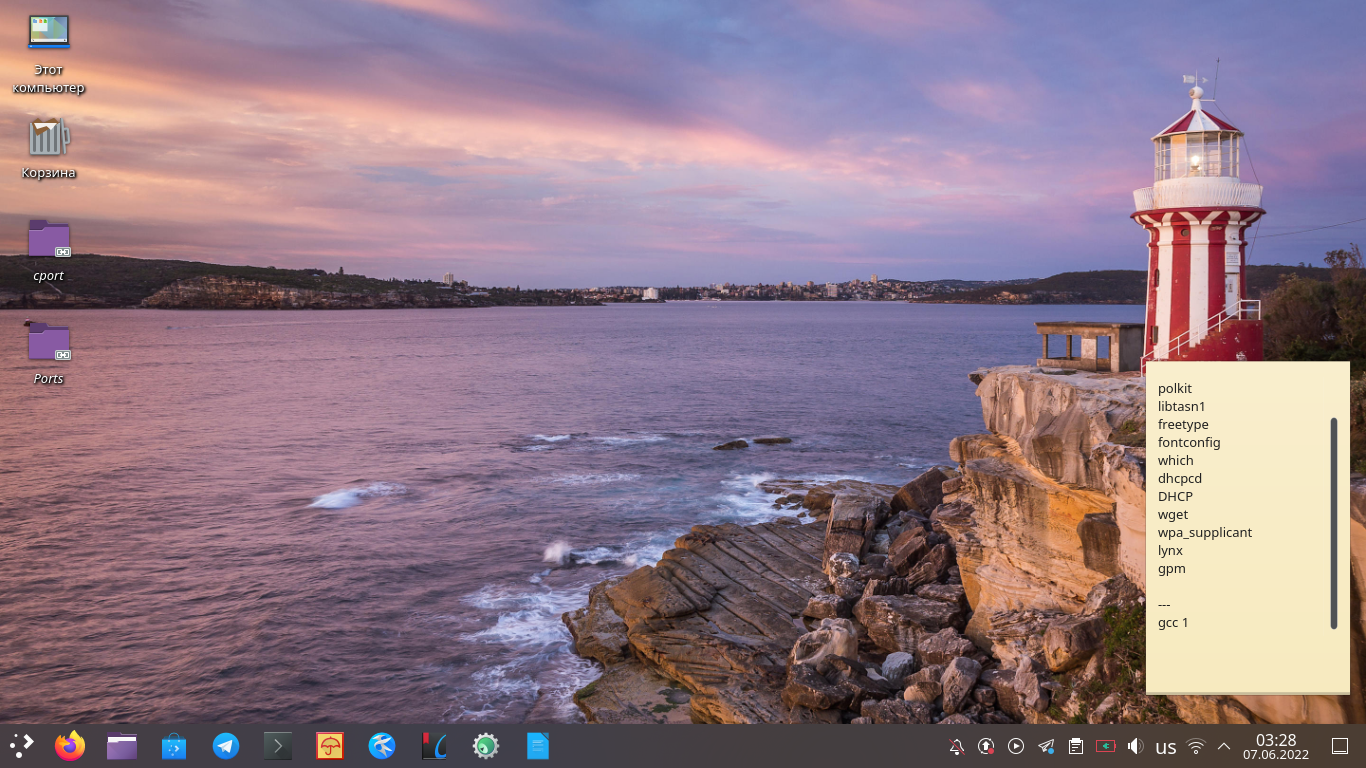 Этот
компьютер
Корзина
cport
Ports
polkit
libtasn1
freetype
fontconfig
which
dhcpcd
DHCP
wget
wpa_supplicant
lynx
gpm
---
gcc 1
us
03:28
07.06.2022